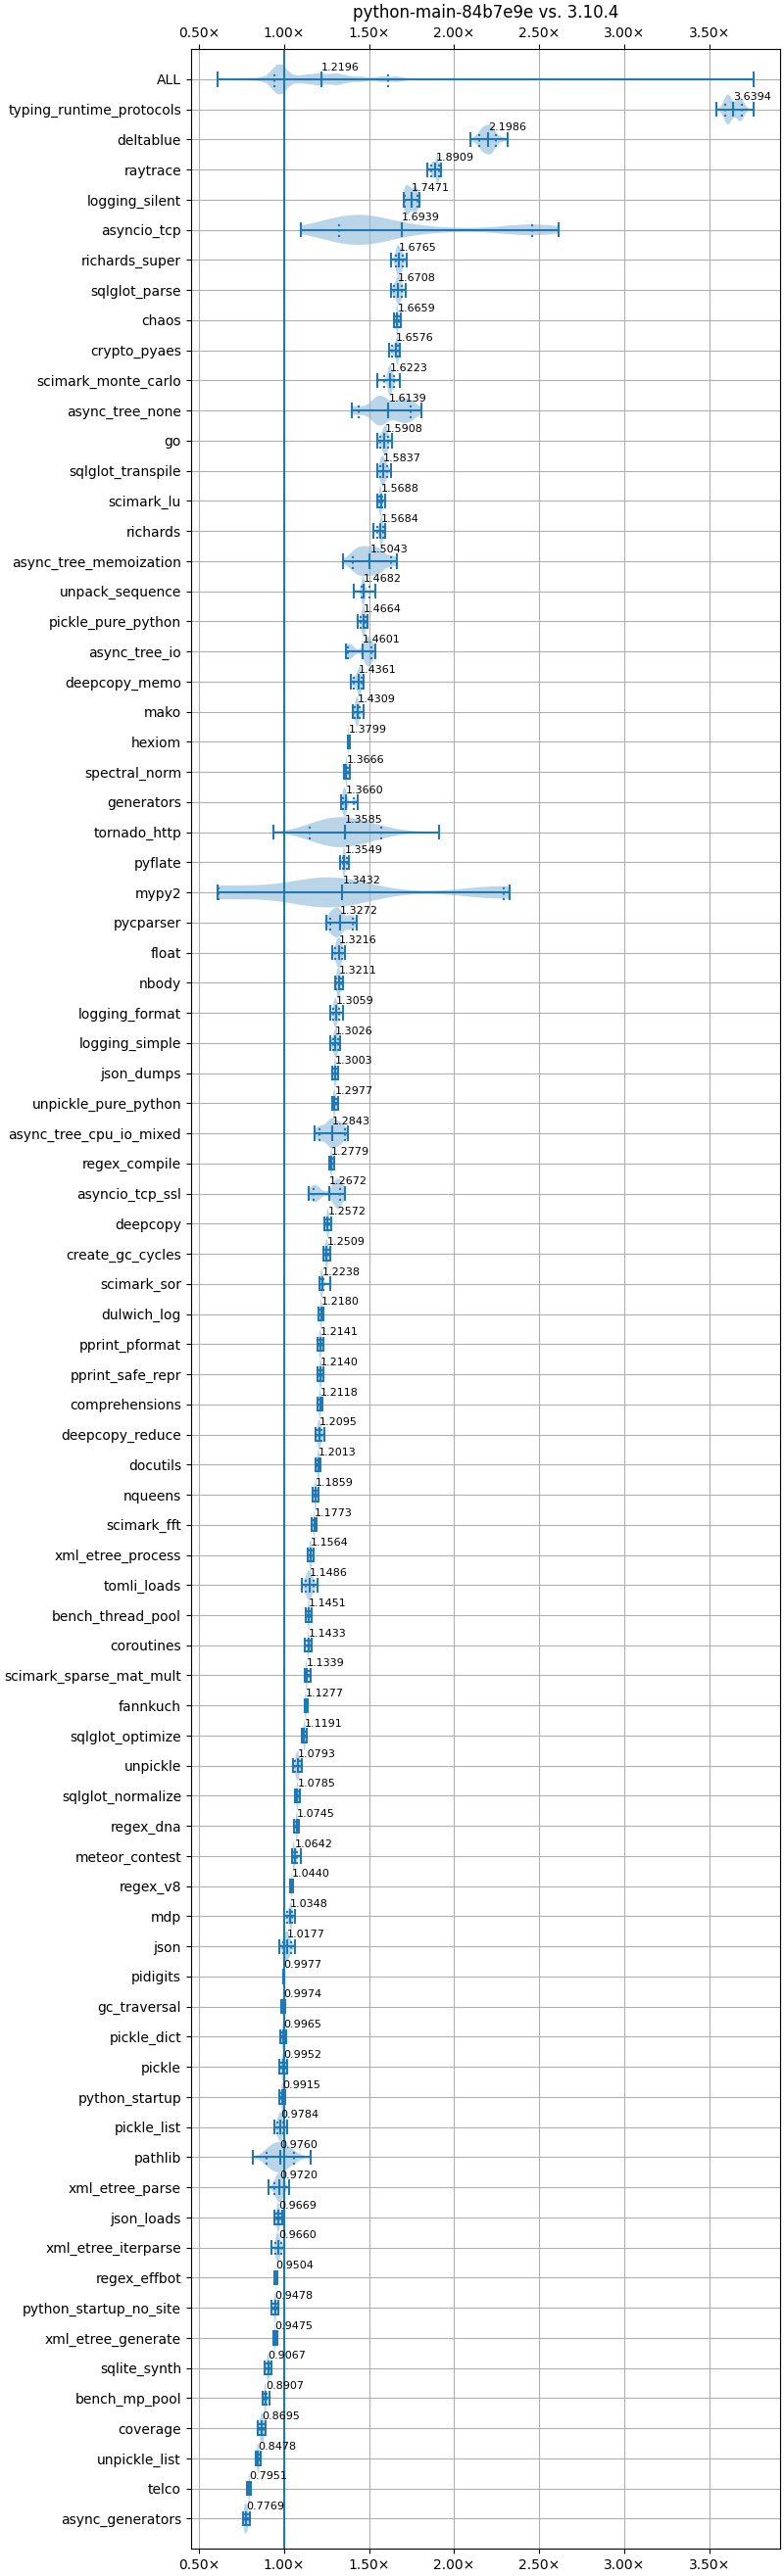 python-main-84b7e9e vs. 3.10.4
0.50× 1.00× 1.50× 2.00× 2.50× 3.00× 3.50×
ALL 1.2196
typing_runtime_protocols 3.6394
deltablue 2.1986
raytrace 1.8909
logging_silent 1.7471
asyncio_tcp 1.6939
richards_super 1.6765
sqlglot_parse 1.6708
chaos 1.6659
crypto_pyaes 1.6576
scimark_monte_carlo 1.6223
async_tree_none 1.6139
go 1.5908
sqlglot_transpile 1.5837
scimark_lu 1.5688
richards 1.5684
async_tree_memoization 1.5043
unpack_sequence 1.4682
pickle_pure_python 1.4664
async_tree_io 1.4601
deepcopy_memo 1.4361
mako 1.4309
hexiom 1.3799
spectral_norm 1.3666
generators 1.3660
tornado_http 1.3585
pyflate 1.3549
mypy2 1.3432
pycparser 1.3272
float 1.3216
nbody 1.3211
logging_format 1.3059
logging_simple 1.3026
json_dumps 1.3003
unpickle_pure_python 1.2977
async_tree_cpu_io_mixed 1.2843
regex_compile 1.2779
asyncio_tcp_ssl 1.2672
deepcopy 1.2572
create_gc_cycles 1.2509
scimark_sor 1.2238
dulwich_log 1.2180
pprint_pformat 1.2141
pprint_safe_repr 1.2140
comprehensions 1.2118
deepcopy_reduce 1.2095
docutils 1.2013
nqueens 1.1859
scimark_fft 1.1773
xml_etree_process 1.1564
tomli_loads 1.1486
bench_thread_pool 1.1451
coroutines 1.1433
scimark_sparse_mat_mult 1.1339
fannkuch 1.1277
sqlglot_optimize 1.1191
unpickle 1.0793
sqlglot_normalize 1.0785
regex_dna 1.0745
meteor_contest 1.0642
regex_v8 1.0440
mdp 1.0348
json 1.0177
pidigits 0.9977
gc_traversal 0.9974
pickle_dict 0.9965
pickle 0.9952
python_startup 0.9915
pickle_list 0.9784
pathlib 0.9760
xml_etree_parse 0.9720
json_loads 0.9669
xml_etree_iterparse 0.9660
regex_effbot 0.9504
python_startup_no_site 0.9478
xml_etree_generate 0.9475
sqlite_synth 0.9067
bench_mp_pool 0.8907
coverage 0.8695
unpickle_list 0.8478
telco 0.7951
async_generators 0.7769
0.50× 1.00× 1.50× 2.00× 2.50× 3.00× 3.50×